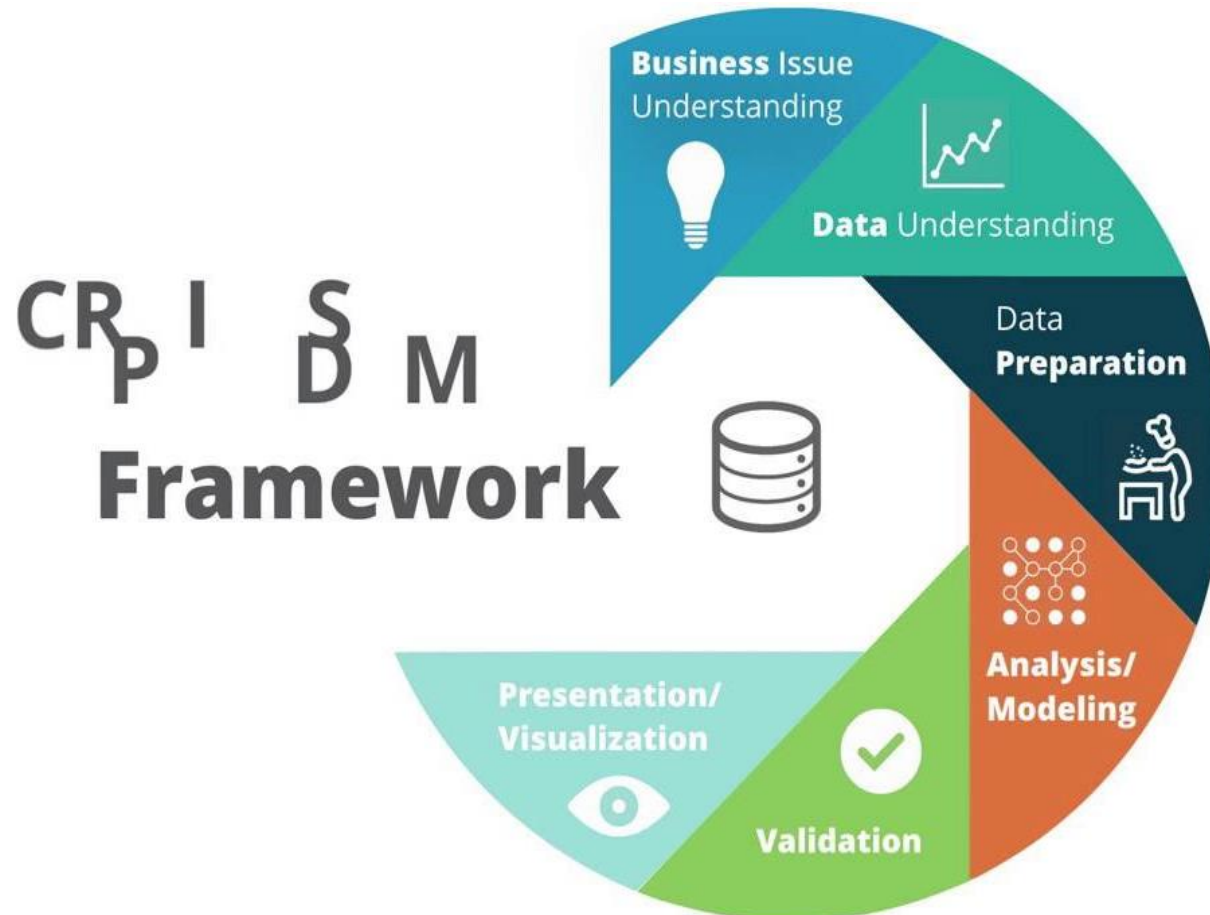 CR I S
P D M
Framework
Business Issue
Understanding
Data Understanding
Data
Preparation
Analysis/
Modeling
Validation
Presentation/
Visualization